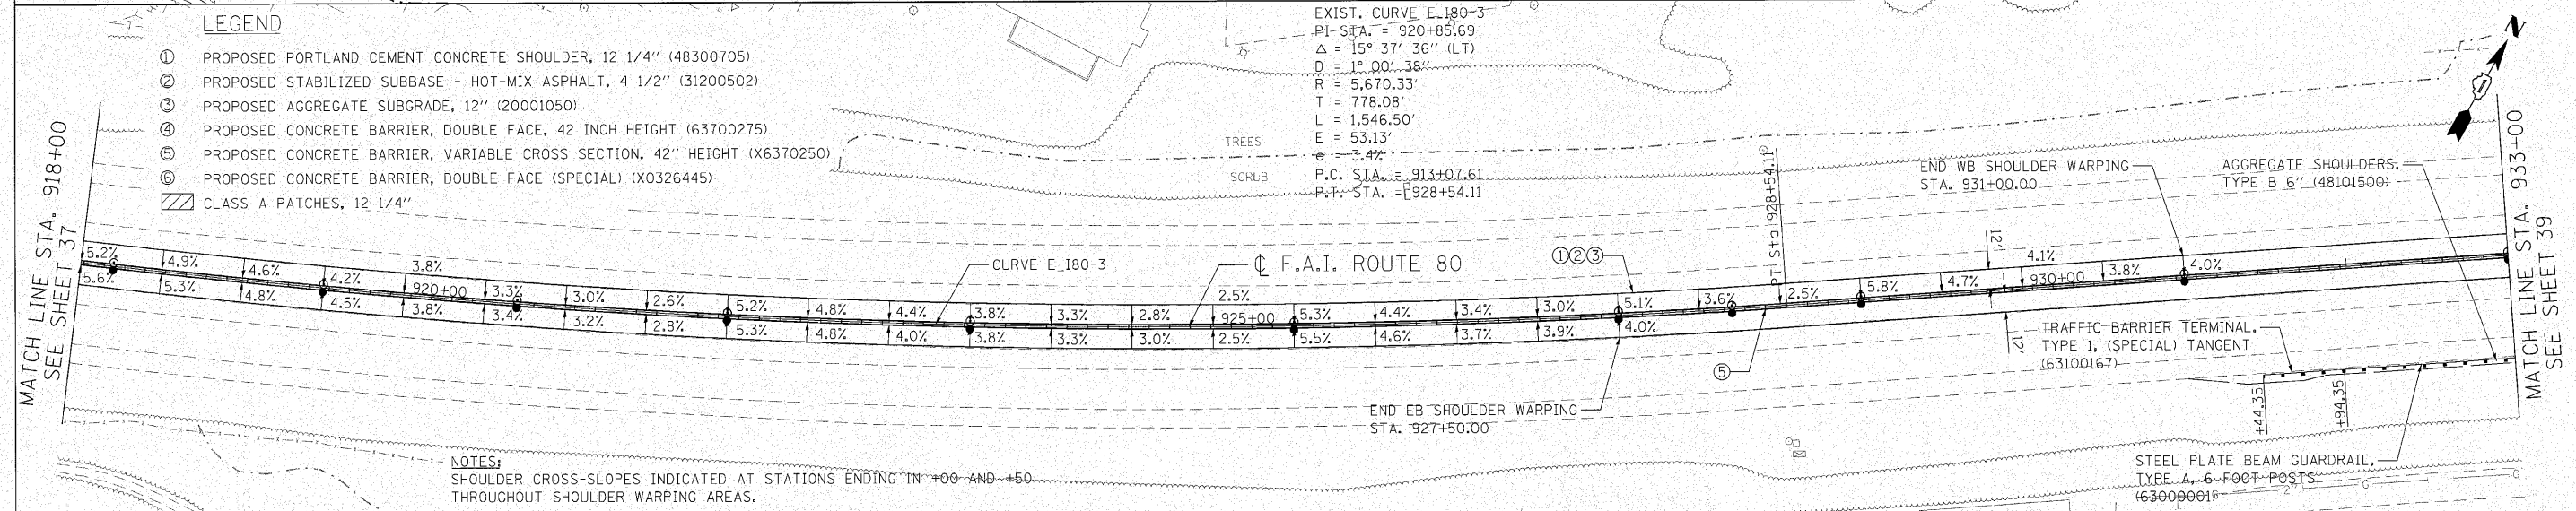 LEGEND
① PROPOSED PORTLAND CEMENT CONCRETE SHOULDER, 12 1/4" (48300705)
② PROPOSED STABILIZED SUBBASE - HOT-MIX ASPHALT, 4 1/2" (31200502)
③ PROPOSED AGGREGATE SUBGRADE, 12" (20001050)
④ PROPOSED CONCRETE BARRIER, DOUBLE FACE, 42 INCH HEIGHT (63700275)
⑤ PROPOSED CONCRETE BARRIER, VARIABLE CROSS SECTION, 42" HEIGHT (X6370250)
⑥ PROPOSED CONCRETE BARRIER, DOUBLE FACE (SPECIAL) (X0326445)
CLASS A PATCHES, 12 1/4"
EXIST. CURVE E_I80-3
PI STA. = 920+85.69
Δ = 15° 37' 36" (LT)
D = 1° 00' 38"
R = 5,670.33'
T = 778.08'
L = 1,546.50'
E = 53.13'
e = 3.4%
P.C. STA. = 913+07.61
P.T. STA. = 928+54.11
TREES
SCRUB
N
MATCH LINE STA. 918+00
SEE SHEET 37
MATCH LINE STA. 933+00
SEE SHEET 39
PT Sta 928+54.11
END WB SHOULDER WARPING
STA. 931+00.00
AGGREGATE SHOULDERS,
TYPE B 6" (48101500)
CURVE E_I80-3
℄ F.A.I. ROUTE 80
①②③
5.2% 4.9% 4.6% 4.2% 3.8% 3.3% 3.0% 2.6% 5.2% 4.8% 4.4% 3.8% 3.3% 2.8% 2.5% 5.3% 4.4% 3.4% 3.0% 5.1% 3.6% 2.5% 5.8% 4.7% 4.1% 3.8% 4.0%
920+00 925+00 930+00
12'
5.6% 5.3% 4.8% 4.5% 3.8% 3.4% 3.2% 2.8% 5.3% 4.8% 4.0% 3.8% 3.3% 3.0% 2.5% 5.5% 4.6% 3.7% 3.9% 4.0%
12'
⑤
TRAFFIC BARRIER TERMINAL,
TYPE 1, (SPECIAL) TANGENT
(63100167)
+44.35
+94.35
END EB SHOULDER WARPING
STA. 927+50.00
STEEL PLATE BEAM GUARDRAIL,
TYPE A, 6 FOOT POSTS
(63000001)
2"
G
G
NOTES:
SHOULDER CROSS-SLOPES INDICATED AT STATIONS ENDING IN +00 AND +50
THROUGHOUT SHOULDER WARPING AREAS.